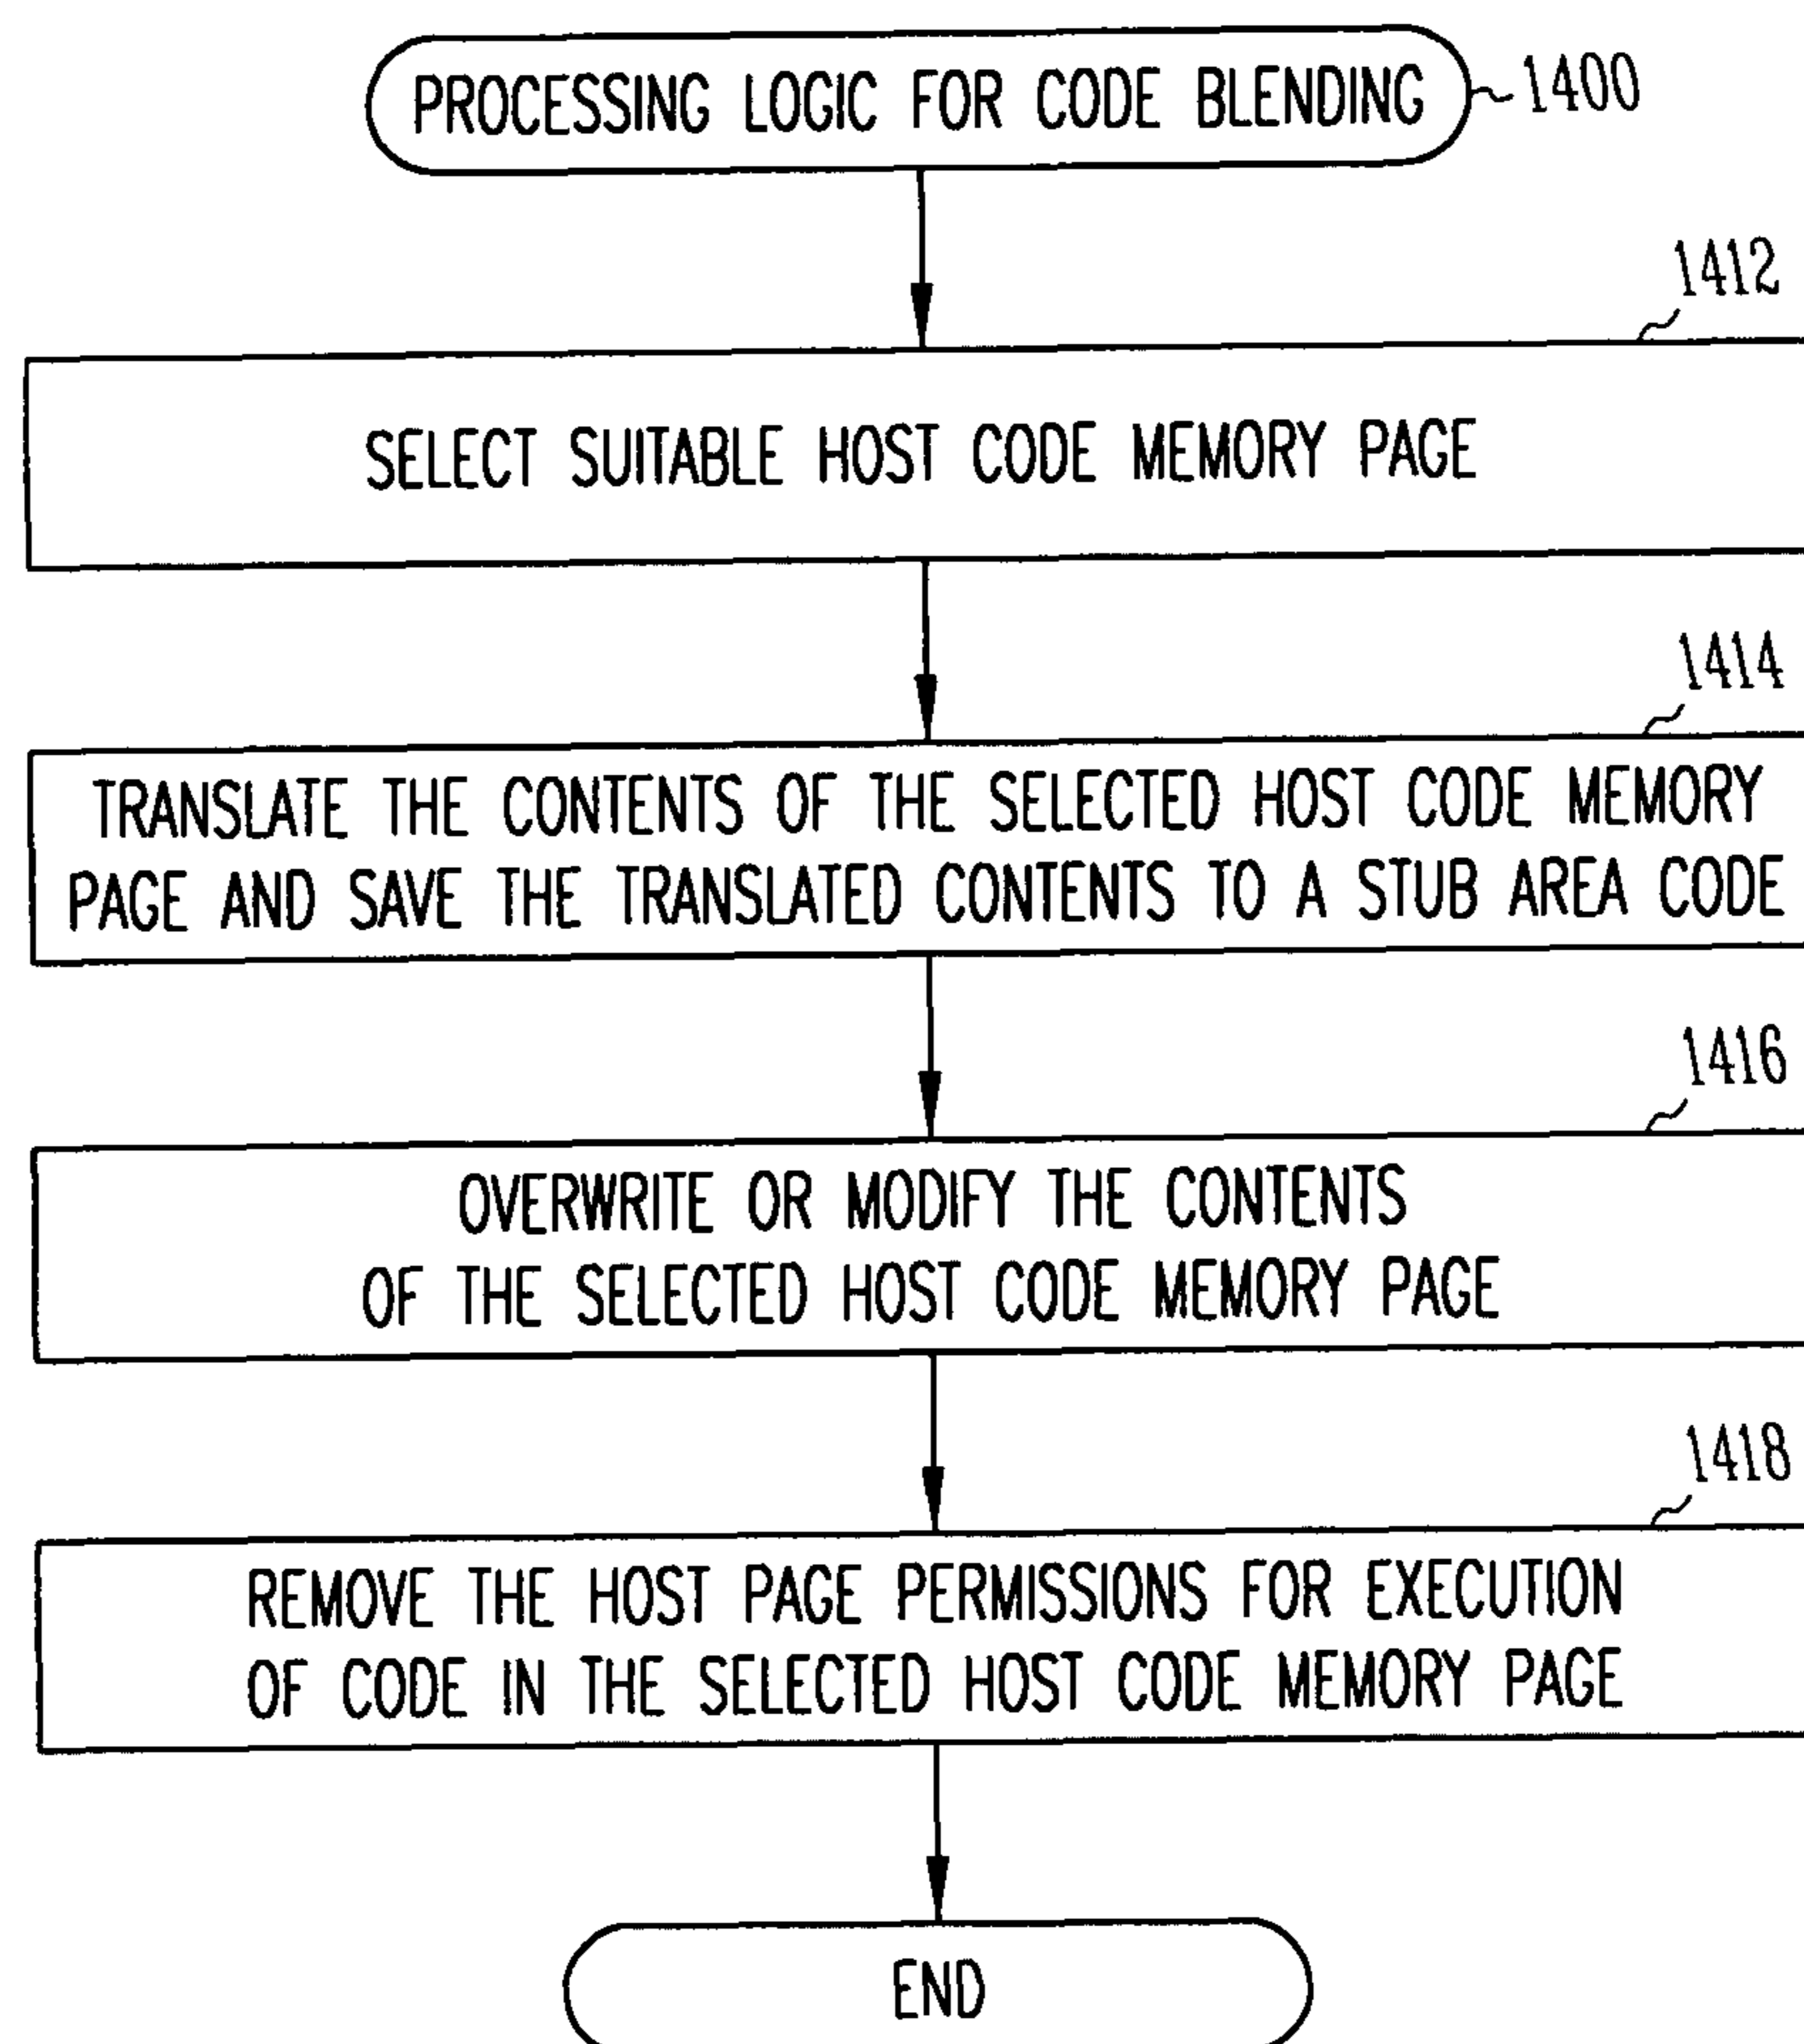 PROCESSING LOGIC FOR CODE BLENDING
1400
1412
SELECT SUITABLE HOST CODE MEMORY PAGE
1414
TRANSLATE THE CONTENTS OF THE SELECTED HOST CODE MEMORY
PAGE AND SAVE THE TRANSLATED CONTENTS TO A STUB AREA CODE
1416
OVERWRITE OR MODIFY THE CONTENTS
OF THE SELECTED HOST CODE MEMORY PAGE
1418
REMOVE THE HOST PAGE PERMISSIONS FOR EXECUTION
OF CODE IN THE SELECTED HOST CODE MEMORY PAGE
END